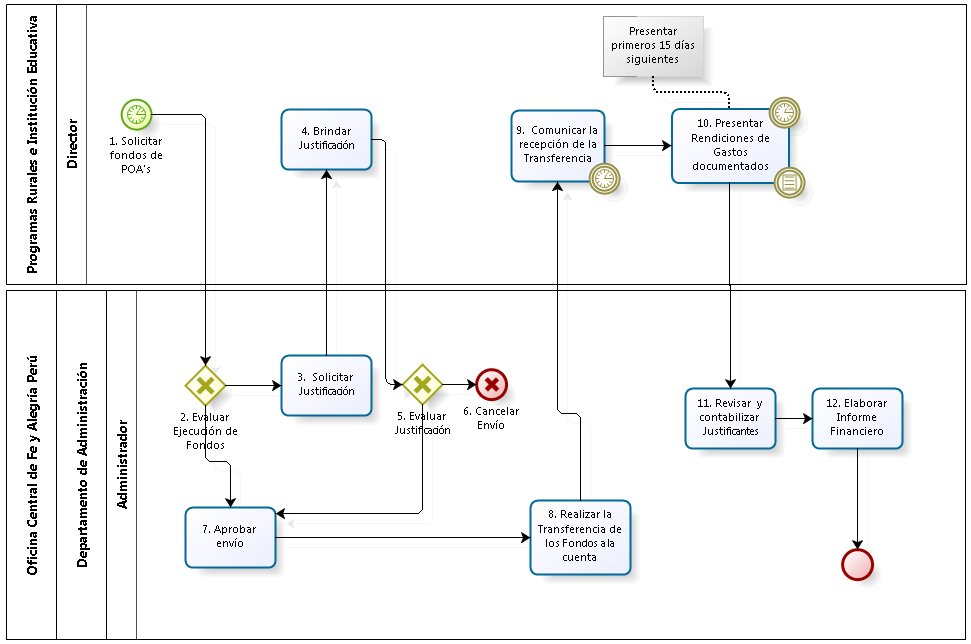 Programas Rurales e Institución Educativa
Director
1. Solicitar
fondos de
POA's
4. Brindar
Justificación
9. Comunicar la
recepción de la
Transferencia
Presentar
primeros 15 días
siguientes
10. Presentar
Rendiciones de
Gastos
documentados
Oficina Central de Fe y Alegría Perú
Departamento de Administración
Administrador
2. Evaluar
Ejecución de
Fondos
3. Solicitar
Justificación
5. Evaluar
Justificación
6. Cancelar
Envío
7. Aprobar
envío
8. Realizar la
Transferencia de
los Fondos a la
cuenta
11. Revisar y
contabilizar
Justificantes
12. Elaborar
Informe
Financiero